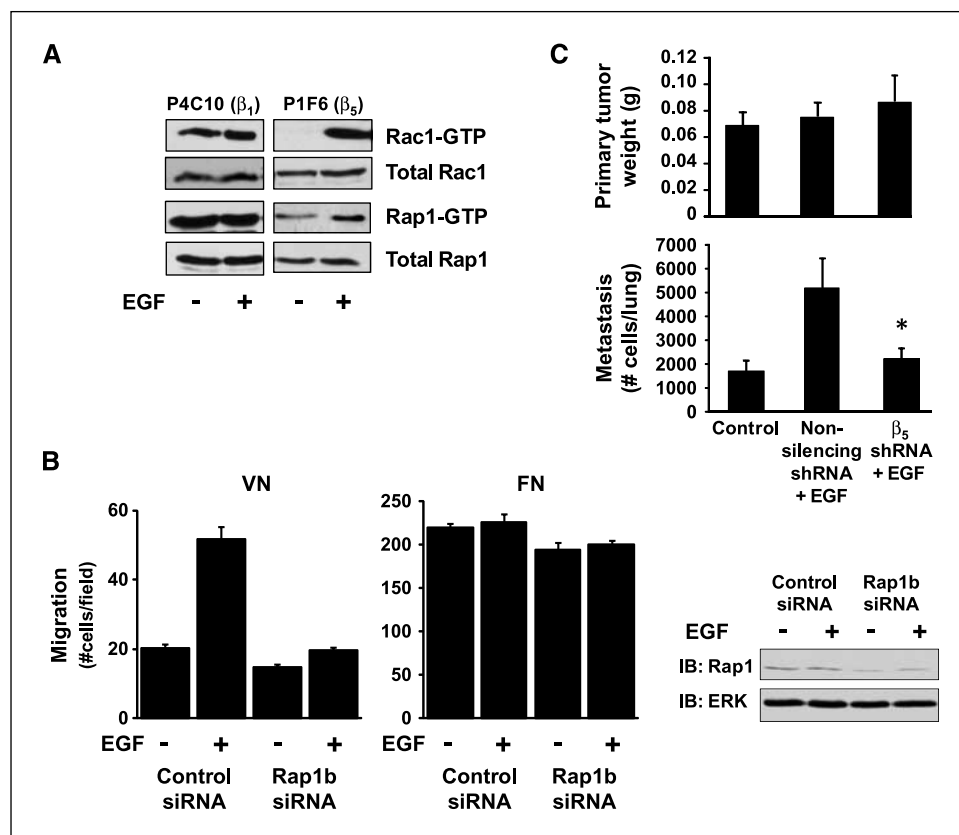 A
P4C10 (β1) P1F6 (β5)
Rac1-GTP
Total Rac1
Rap1-GTP
Total Rap1
EGF - + - +
C
Primary tumor
weight (g)
0.12
0.10
0.08
0.06
0.04
0.02
0
Metastasis
(# cells/lung)
7000
6000
5000
4000
3000
2000
1000
0
*
Control
Non-
silencing
shRNA
+ EGF
β5
shRNA
+ EGF
B
VN
Migration
(#cells/field)
60
40
20
0
EGF - + - +
Control
siRNA
Rap1b
siRNA
FN
250
200
150
100
50
0
EGF - + - +
Control
siRNA
Rap1b
siRNA
Control
siRNA
Rap1b
siRNA
EGF - + - +
IB: Rap1
IB: ERK